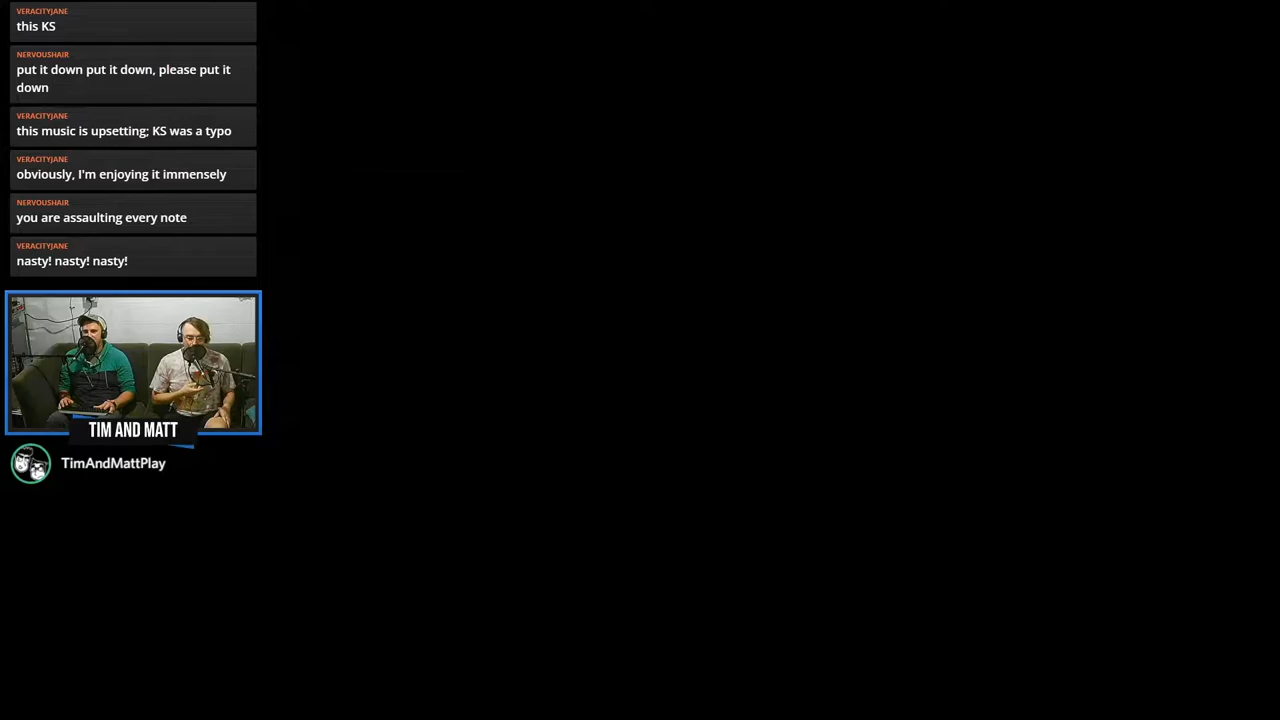 VERACITYJANE
this KS
NERVOUSHAIR
put it down put it down, please put it
down
VERACITYJANE
this music is upsetting; KS was a typo
VERACITYJANE
obviously, I'm enjoying it immensely
NERVOUSHAIR
you are assaulting every note
VERACITYJANE
nasty! nasty! nasty!
TIM AND MATT
TimAndMattPlay